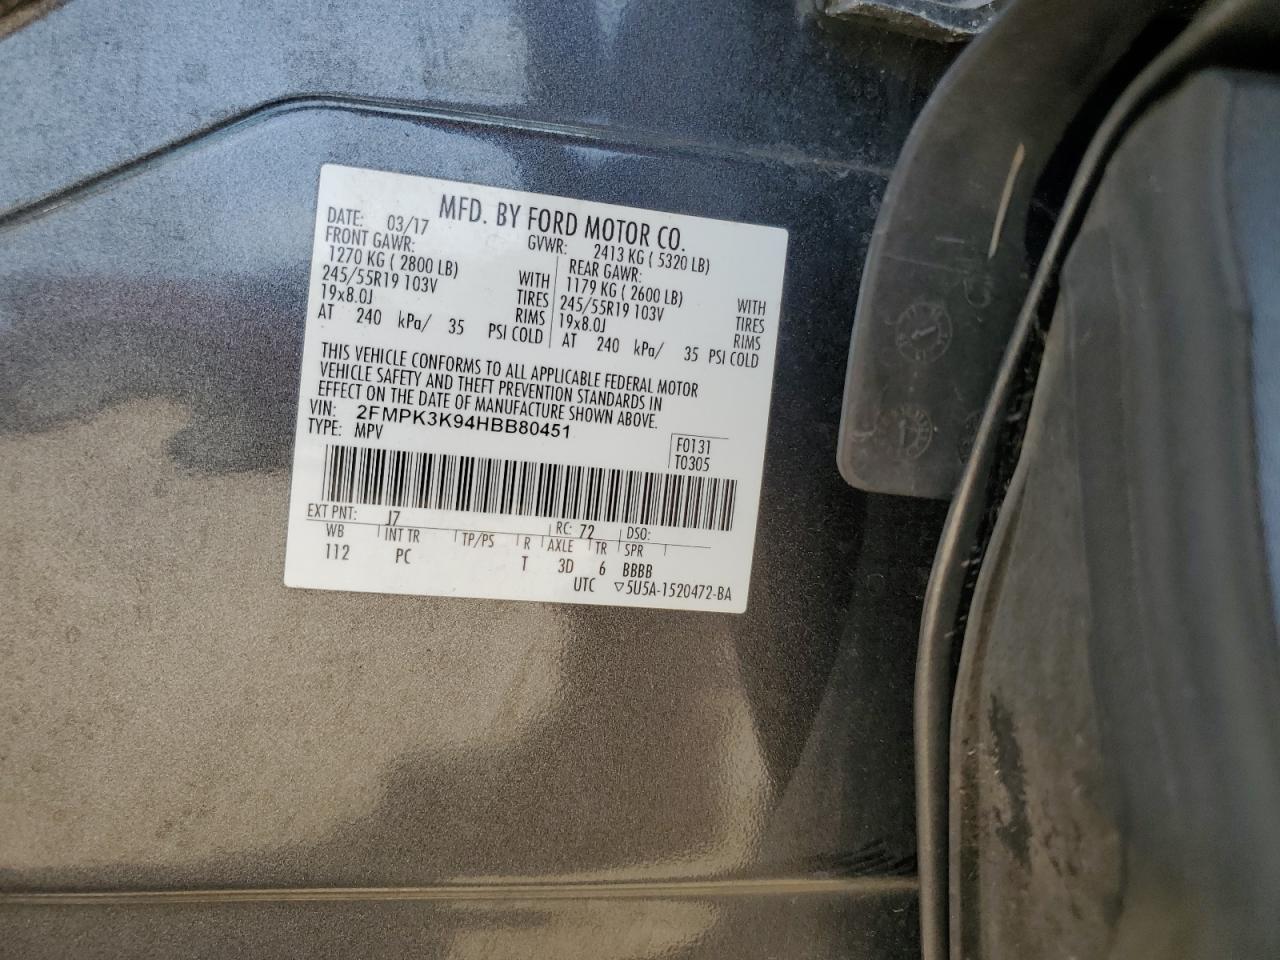 MFD. BY FORD MOTOR CO.
DATE: 03/17
GVWR: 2413 KG ( 5320 LB)
FRONT GAWR:
1270 KG ( 2800 LB)
WITH
245/55R19 103V
TIRES
19x8.0J
RIMS
AT 240 kPa/ 35 PSI COLD
REAR GAWR:
1179 KG ( 2600 LB)
WITH
245/55R19 103V
TIRES
19x8.0J
RIMS
AT 240 kPa/ 35 PSI COLD
THIS VEHICLE CONFORMS TO ALL APPLICABLE FEDERAL MOTOR
VEHICLE SAFETY AND THEFT PREVENTION STANDARDS IN
EFFECT ON THE DATE OF MANUFACTURE SHOWN ABOVE.
VIN: 2FMPK3K94HBB80451
TYPE: MPV
F0131
T0305
EXT PNT: J7 RC: 72 DSO:
WB INT TR TP/PS R AXLE TR SPR
112 PC T 3D 6 BBBB
UTC ▽5U5A-1520472-BA